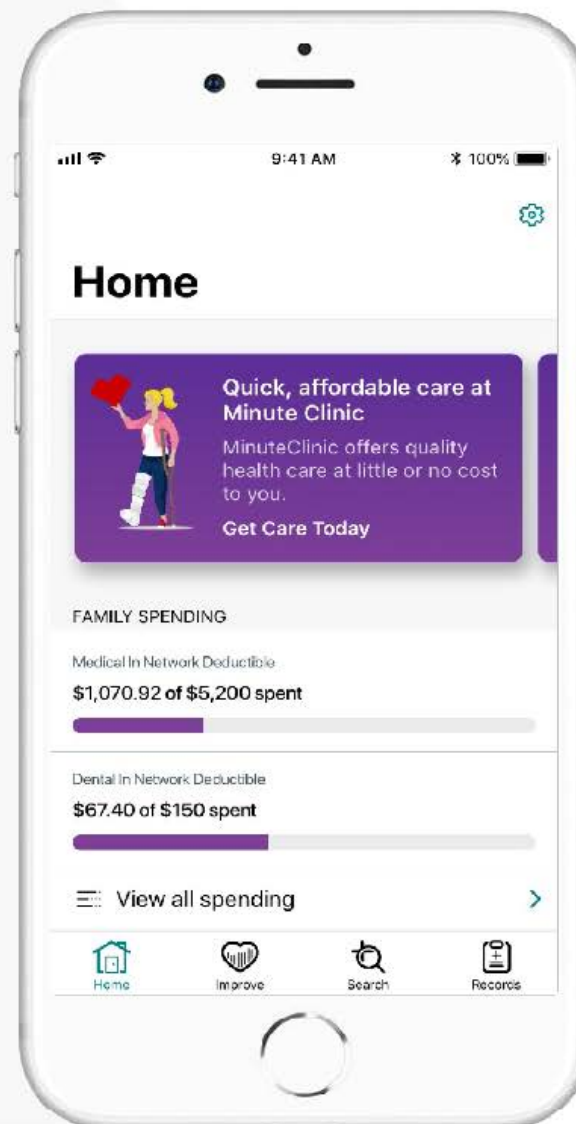 9:41 AM
100%
Home
Quick, affordable care at
Minute Clinic
MinuteClinic offers quality
health care at little or no cost
to you.
Get Care Today
FAMILY SPENDING
Medical In Network Deductible
$1,070.92 of $5,200 spent
Dental In Network Deductible
$67.40 of $150 spent
View all spending
Home Improve Search Records